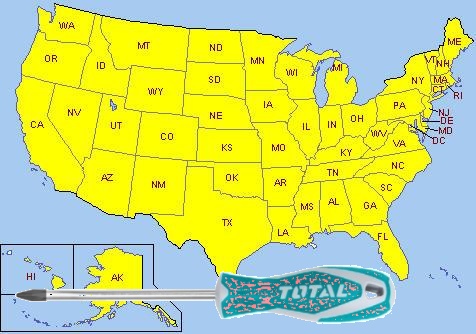 WA
MT
ND
MN
ME
VT
NH
OR
ID
SD
WI
MI
NY
MA
CT
RI
WY
NE
IA
PA
NJ
NV
UT
CO
KS
MO
IL
IN
OH
DE
MD
DC
CA
WV
VA
KY
AZ
NM
OK
AR
TN
NC
SC
TX
LA
MS
AL
GA
FL
HI
AK
TOTAL